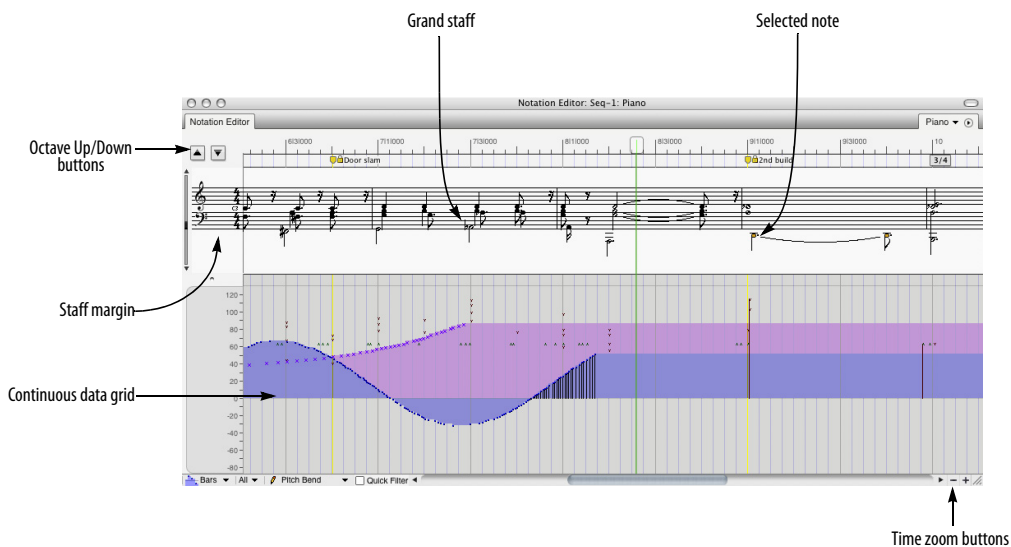 Grand staff
Selected note
Notation Editor: Seq-1: Piano
Notation Editor
Piano
Octave Up/Down
buttons
6|3|000 7|1|000 7|3|000 8|1|000 8|3|000 9|1|000 9|3|000 10
Door slam
2nd build
3/4
Staff margin
120
100
80
60
40
20
0
-20
-40
-60
-80
Continuous data grid
Bars All Pitch Bend Quick Filter
Time zoom buttons